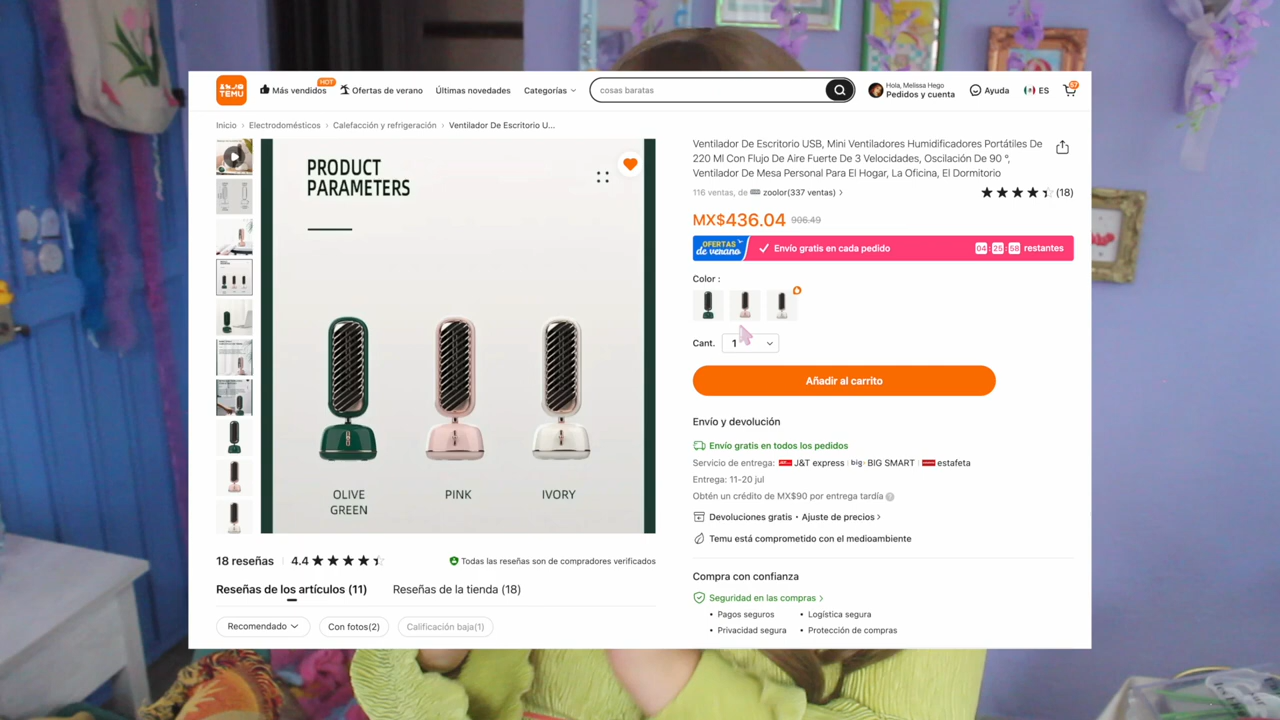 TEMU
Más vendidos
HOT
Ofertas de verano
Últimas novedades
Categorías
cosas baratas
Hola, Melissa Hego
Pedidos y cuenta
Ayuda
ES
Inicio › Electrodomésticos › Calefacción y refrigeración › Ventilador De Escritorio U...
PRODUCT
PARAMETERS
OLIVE
GREEN
PINK
IVORY
18 reseñas
4.4
Todas las reseñas son de compradores verificados
Reseñas de los artículos (11)
Reseñas de la tienda (18)
Recomendado
Con fotos(2)
Calificación baja(1)
Ventilador De Escritorio USB, Mini Ventiladores Humidificadores Portátiles De
220 Ml Con Flujo De Aire Fuerte De 3 Velocidades, Oscilación De 90 °,
Ventilador De Mesa Personal Para El Hogar, La Oficina, El Dormitorio
116 ventas, de zoolor(337 ventas) ›
(18)
MX$436.04 906.49
OFERTAS
de verano
Envío gratis en cada pedido
04:25:58 restantes
Color :
Cant. 1
Añadir al carrito
Envío y devolución
Envío gratis en todos los pedidos
Servicio de entrega: J&T express | big· BIG SMART | estafeta
Entrega: 11-20 jul
Obtén un crédito de MX$90 por entrega tardía ?
Devoluciones gratis • Ajuste de precios ›
Temu está comprometido con el medioambiente
Compra con confianza
Seguridad en las compras ›
• Pagos seguros • Logística segura
• Privacidad segura • Protección de compras